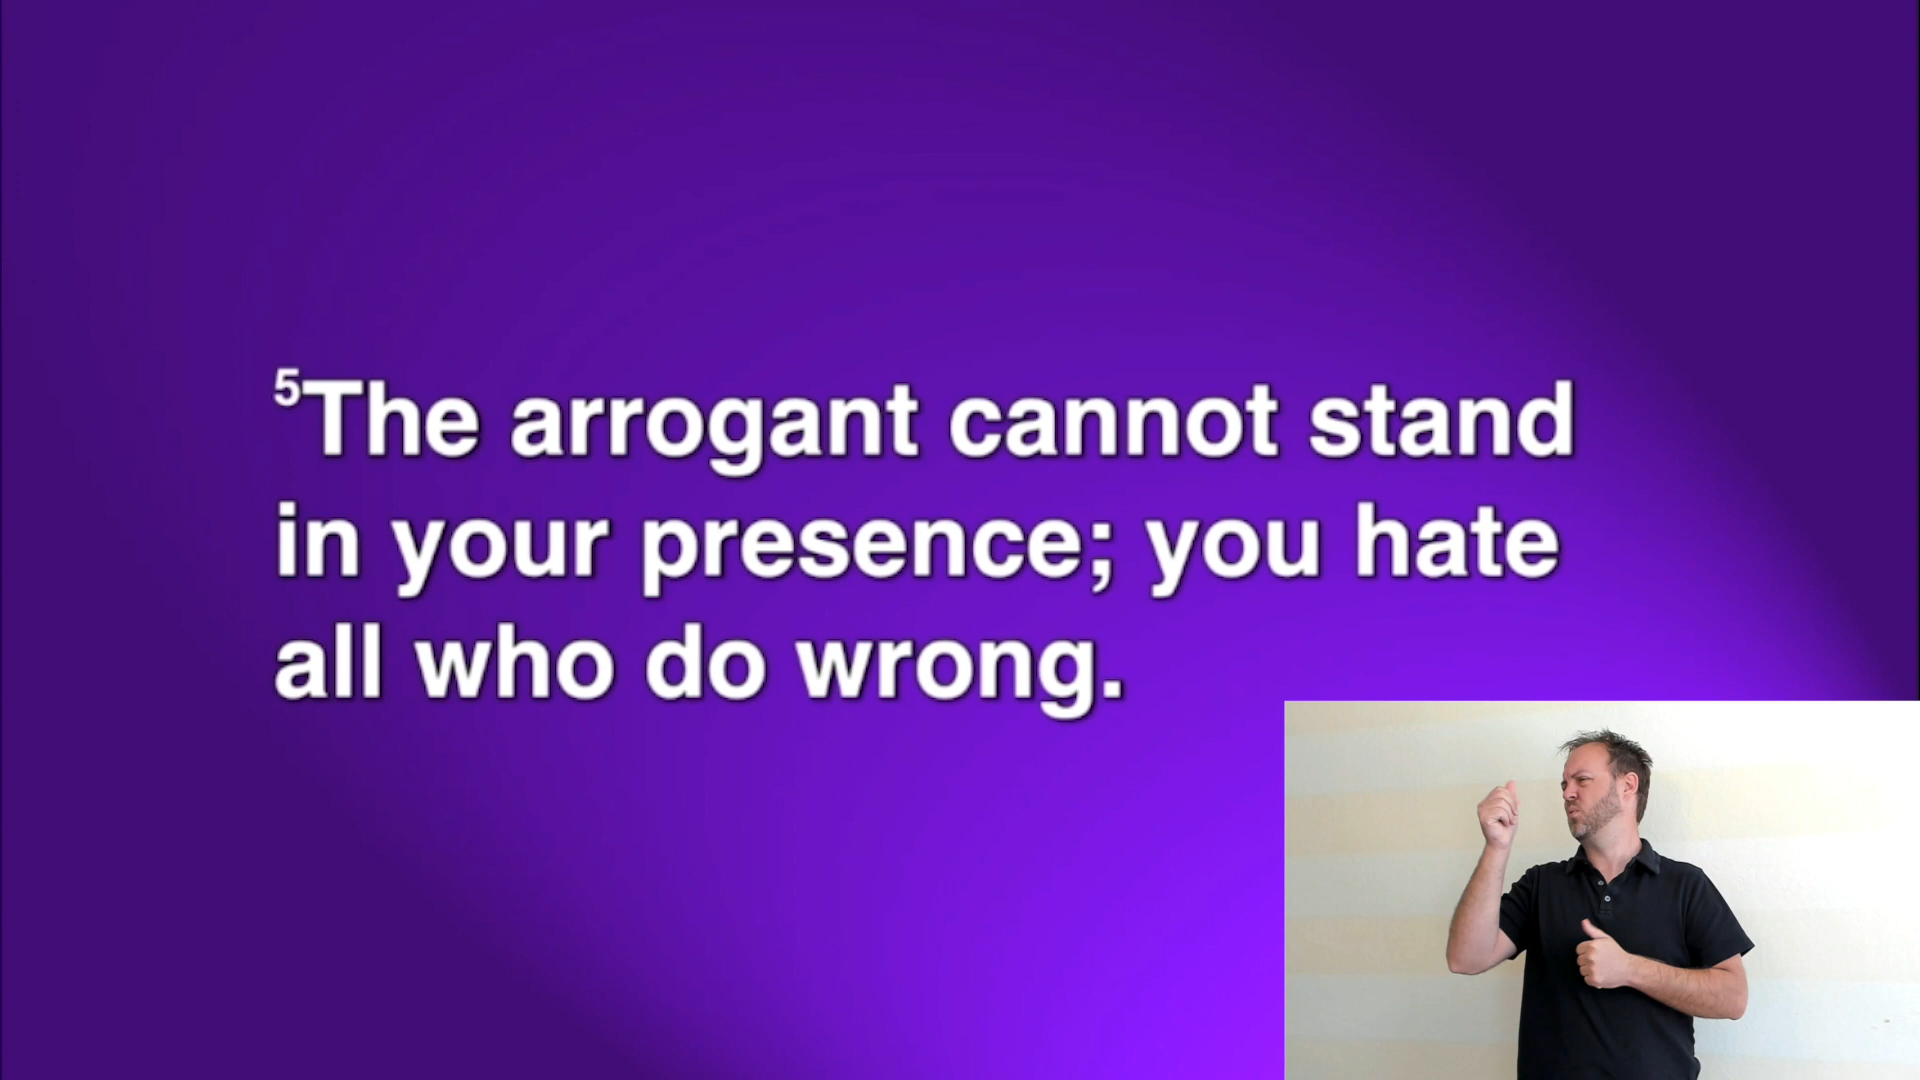 ⁵The arrogant cannot stand
in your presence; you hate
all who do wrong.